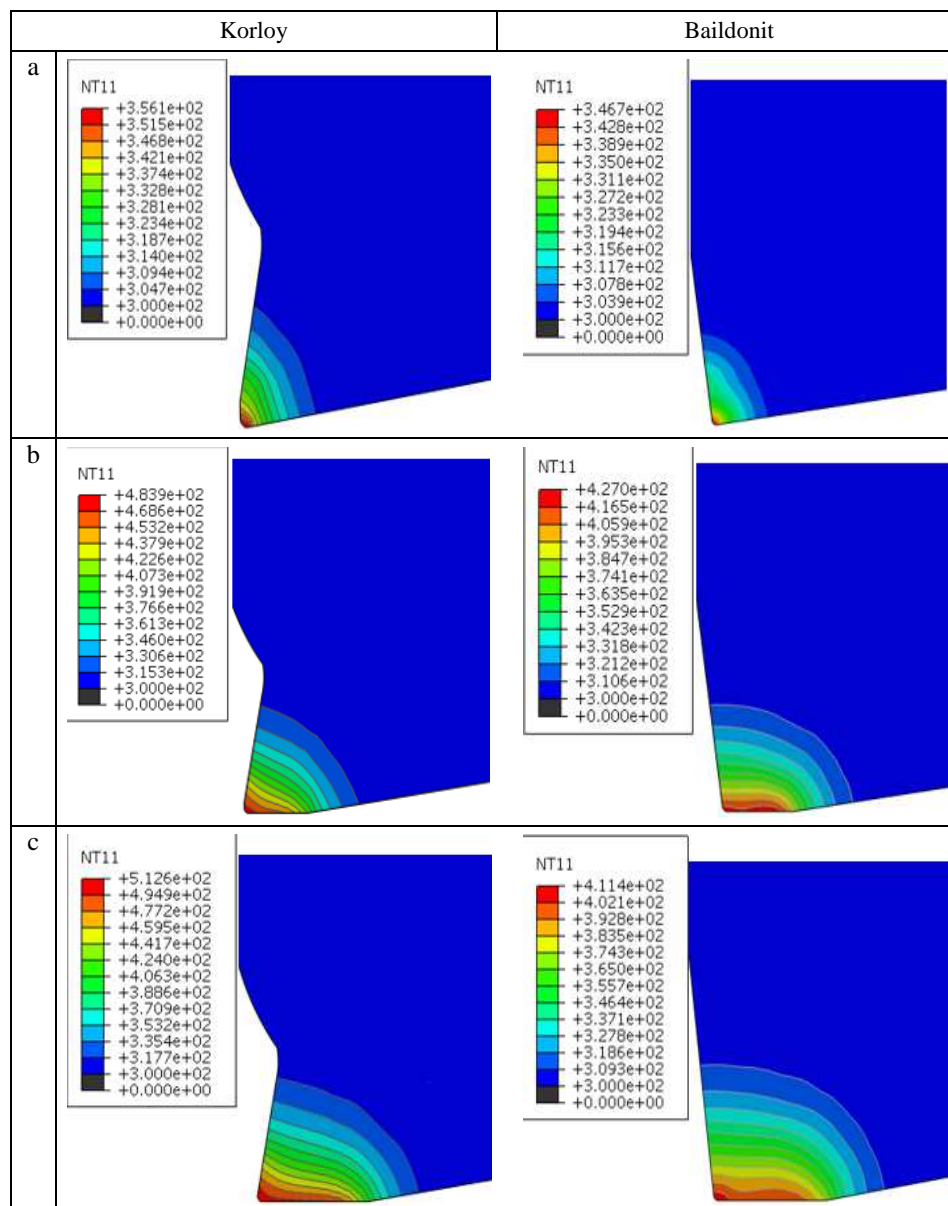 Korloy
Baildonit
a
NT11
+3.561e+02
+3.515e+02
+3.468e+02
+3.421e+02
+3.374e+02
+3.328e+02
+3.281e+02
+3.234e+02
+3.187e+02
+3.140e+02
+3.094e+02
+3.047e+02
+3.000e+02
+0.000e+00
NT11
+3.467e+02
+3.428e+02
+3.389e+02
+3.350e+02
+3.311e+02
+3.272e+02
+3.233e+02
+3.194e+02
+3.156e+02
+3.117e+02
+3.078e+02
+3.039e+02
+3.000e+02
+0.000e+00
b
NT11
+4.839e+02
+4.686e+02
+4.532e+02
+4.379e+02
+4.226e+02
+4.073e+02
+3.919e+02
+3.766e+02
+3.613e+02
+3.460e+02
+3.306e+02
+3.153e+02
+3.000e+02
+0.000e+00
NT11
+4.270e+02
+4.165e+02
+4.059e+02
+3.953e+02
+3.847e+02
+3.741e+02
+3.635e+02
+3.529e+02
+3.423e+02
+3.318e+02
+3.212e+02
+3.106e+02
+3.000e+02
+0.000e+00
c
NT11
+5.126e+02
+4.949e+02
+4.772e+02
+4.595e+02
+4.417e+02
+4.240e+02
+4.063e+02
+3.886e+02
+3.709e+02
+3.532e+02
+3.354e+02
+3.177e+02
+3.000e+02
+0.000e+00
NT11
+4.114e+02
+4.021e+02
+3.928e+02
+3.835e+02
+3.743e+02
+3.650e+02
+3.557e+02
+3.464e+02
+3.371e+02
+3.278e+02
+3.186e+02
+3.093e+02
+3.000e+02
+0.000e+00